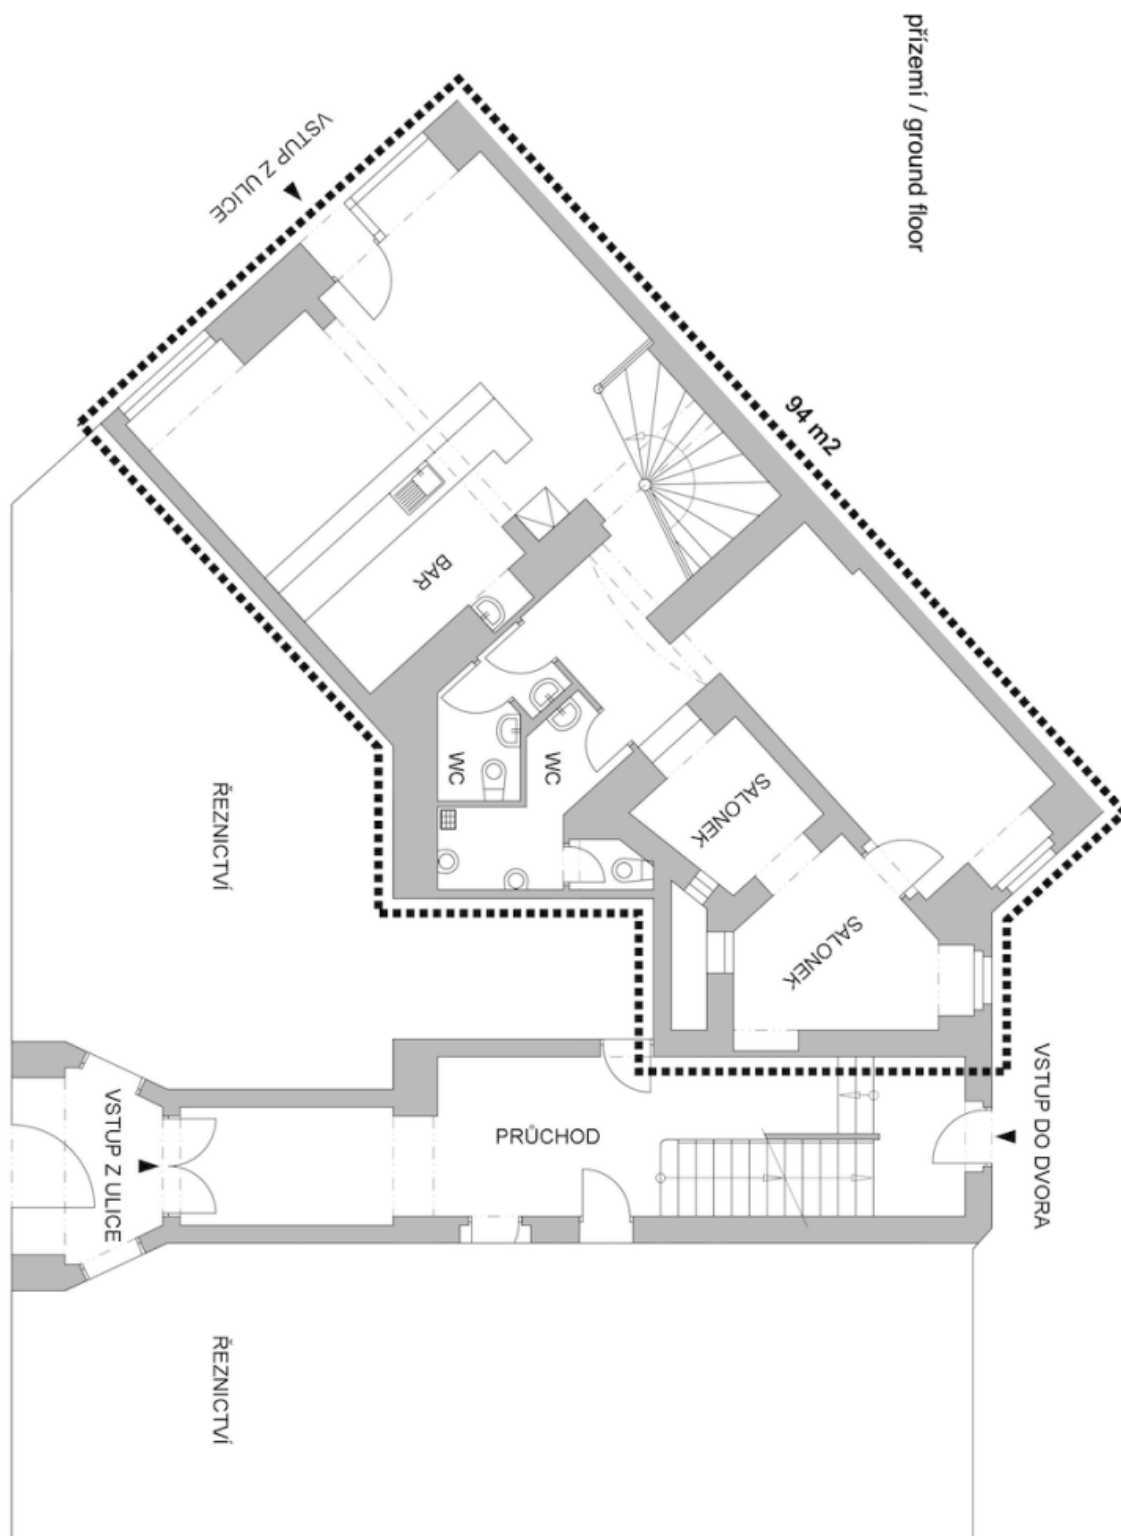 přízemí / ground floor
VSTUP Z ULICE
94 m2
BAR
WC
WC
SALONEK
SALONEK
ŘEZNICTVÍ
VSTUP DO DVORA
PRŮCHOD
VSTUP Z ULICE
ŘEZNICTVÍ